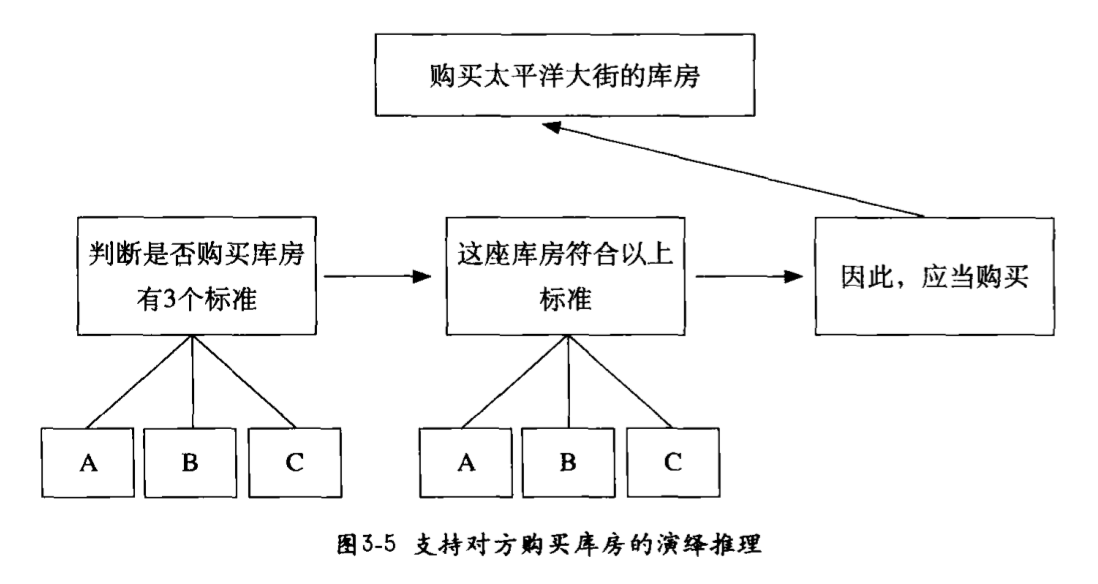 购买太平洋大街的库房
判断是否购买库房
有3个标准
这座库房符合以上
标准
因此，应当购买
A
B
C
A
B
C
图3-5 支持对方购买库房的演绎推理